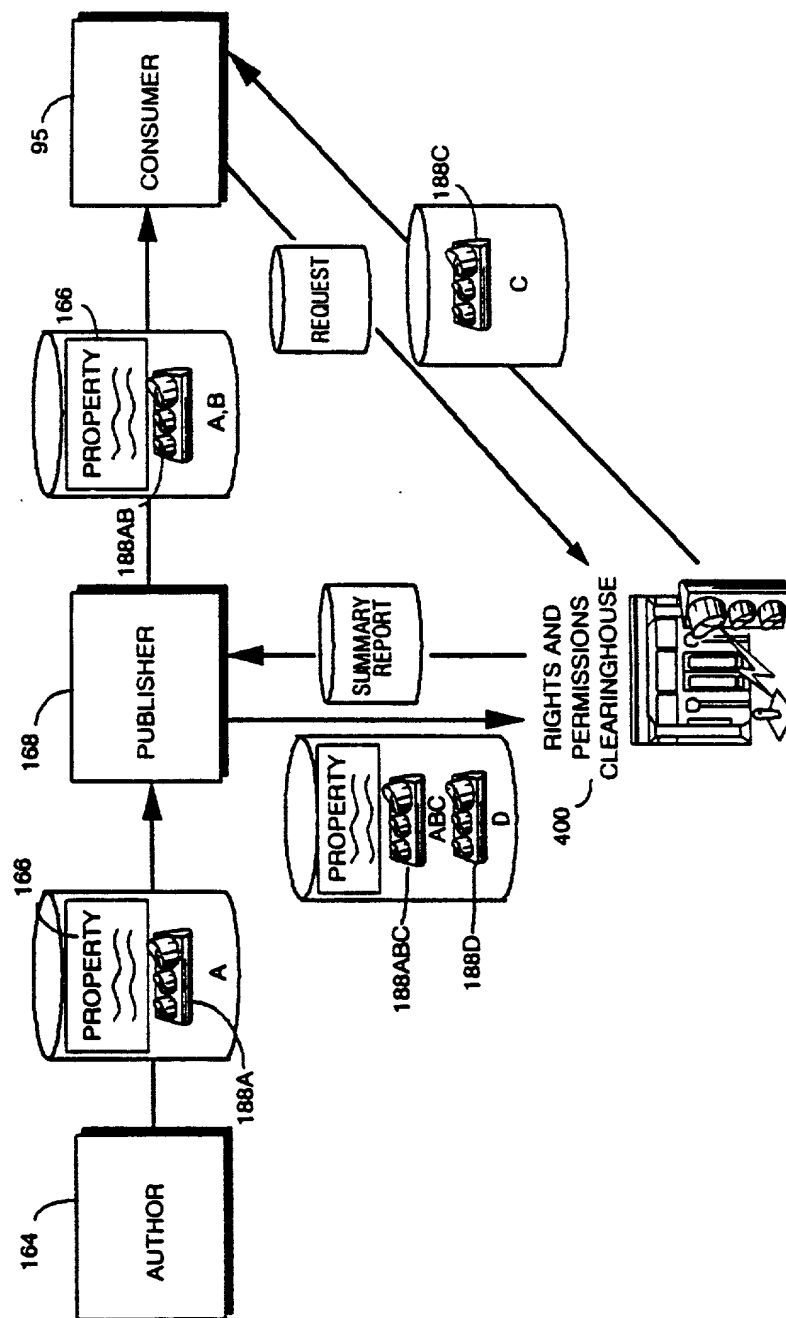 164
AUTHOR
166
PROPERTY
A
188A
168
PUBLISHER
166
PROPERTY
188AB
A,B
95
CONSUMER
PROPERTY
ABC
D
188ABC
188D
SUMMARY
REPORT
REQUEST
188C
C
400
RIGHTS AND
PERMISSIONS
CLEARINGHOUSE